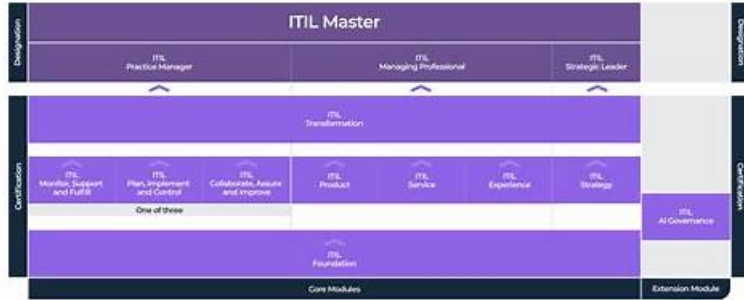 Designation
ITIL Master
Designation
ITIL
Practice Manager
ITIL
Managing Professional
ITIL
Strategic Leader
Certification
ITIL
Transformation
Certification
ITIL
Monitor, Support
and Fulfill
ITIL
Plan, Implement
and Control
ITIL
Collaborate, Assure
and Improve
ITIL
Product
ITIL
Service
ITIL
Experience
ITIL
Strategy
One of three
ITIL
AI Governance
ITIL
Foundation
Core Modules
Extension Module